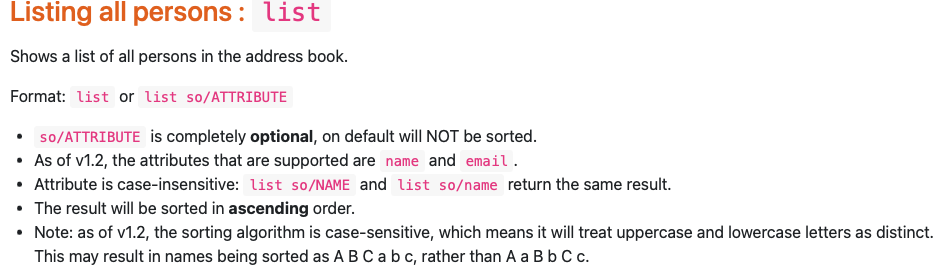 Listing all persons : list
Shows a list of all persons in the address book.
Format: list or list so/ATTRIBUTE
• so/ATTRIBUTE is completely optional, on default will NOT be sorted.
• As of v1.2, the attributes that are supported are name and email.
• Attribute is case-insensitive: list so/NAME and list so/name return the same result.
• The result will be sorted in ascending order.
• Note: as of v1.2, the sorting algorithm is case-sensitive, which means it will treat uppercase and lowercase letters as distinct.
This may result in names being sorted as A B C a b c, rather than A a B b C c.